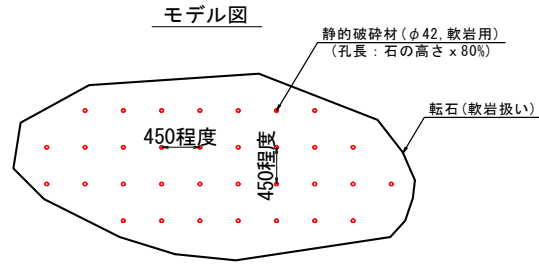 モデル図
静的破砕材(φ42,軟岩用)
(孔長：石の高さx80%)
転石(軟岩扱い)
450程度
450程度